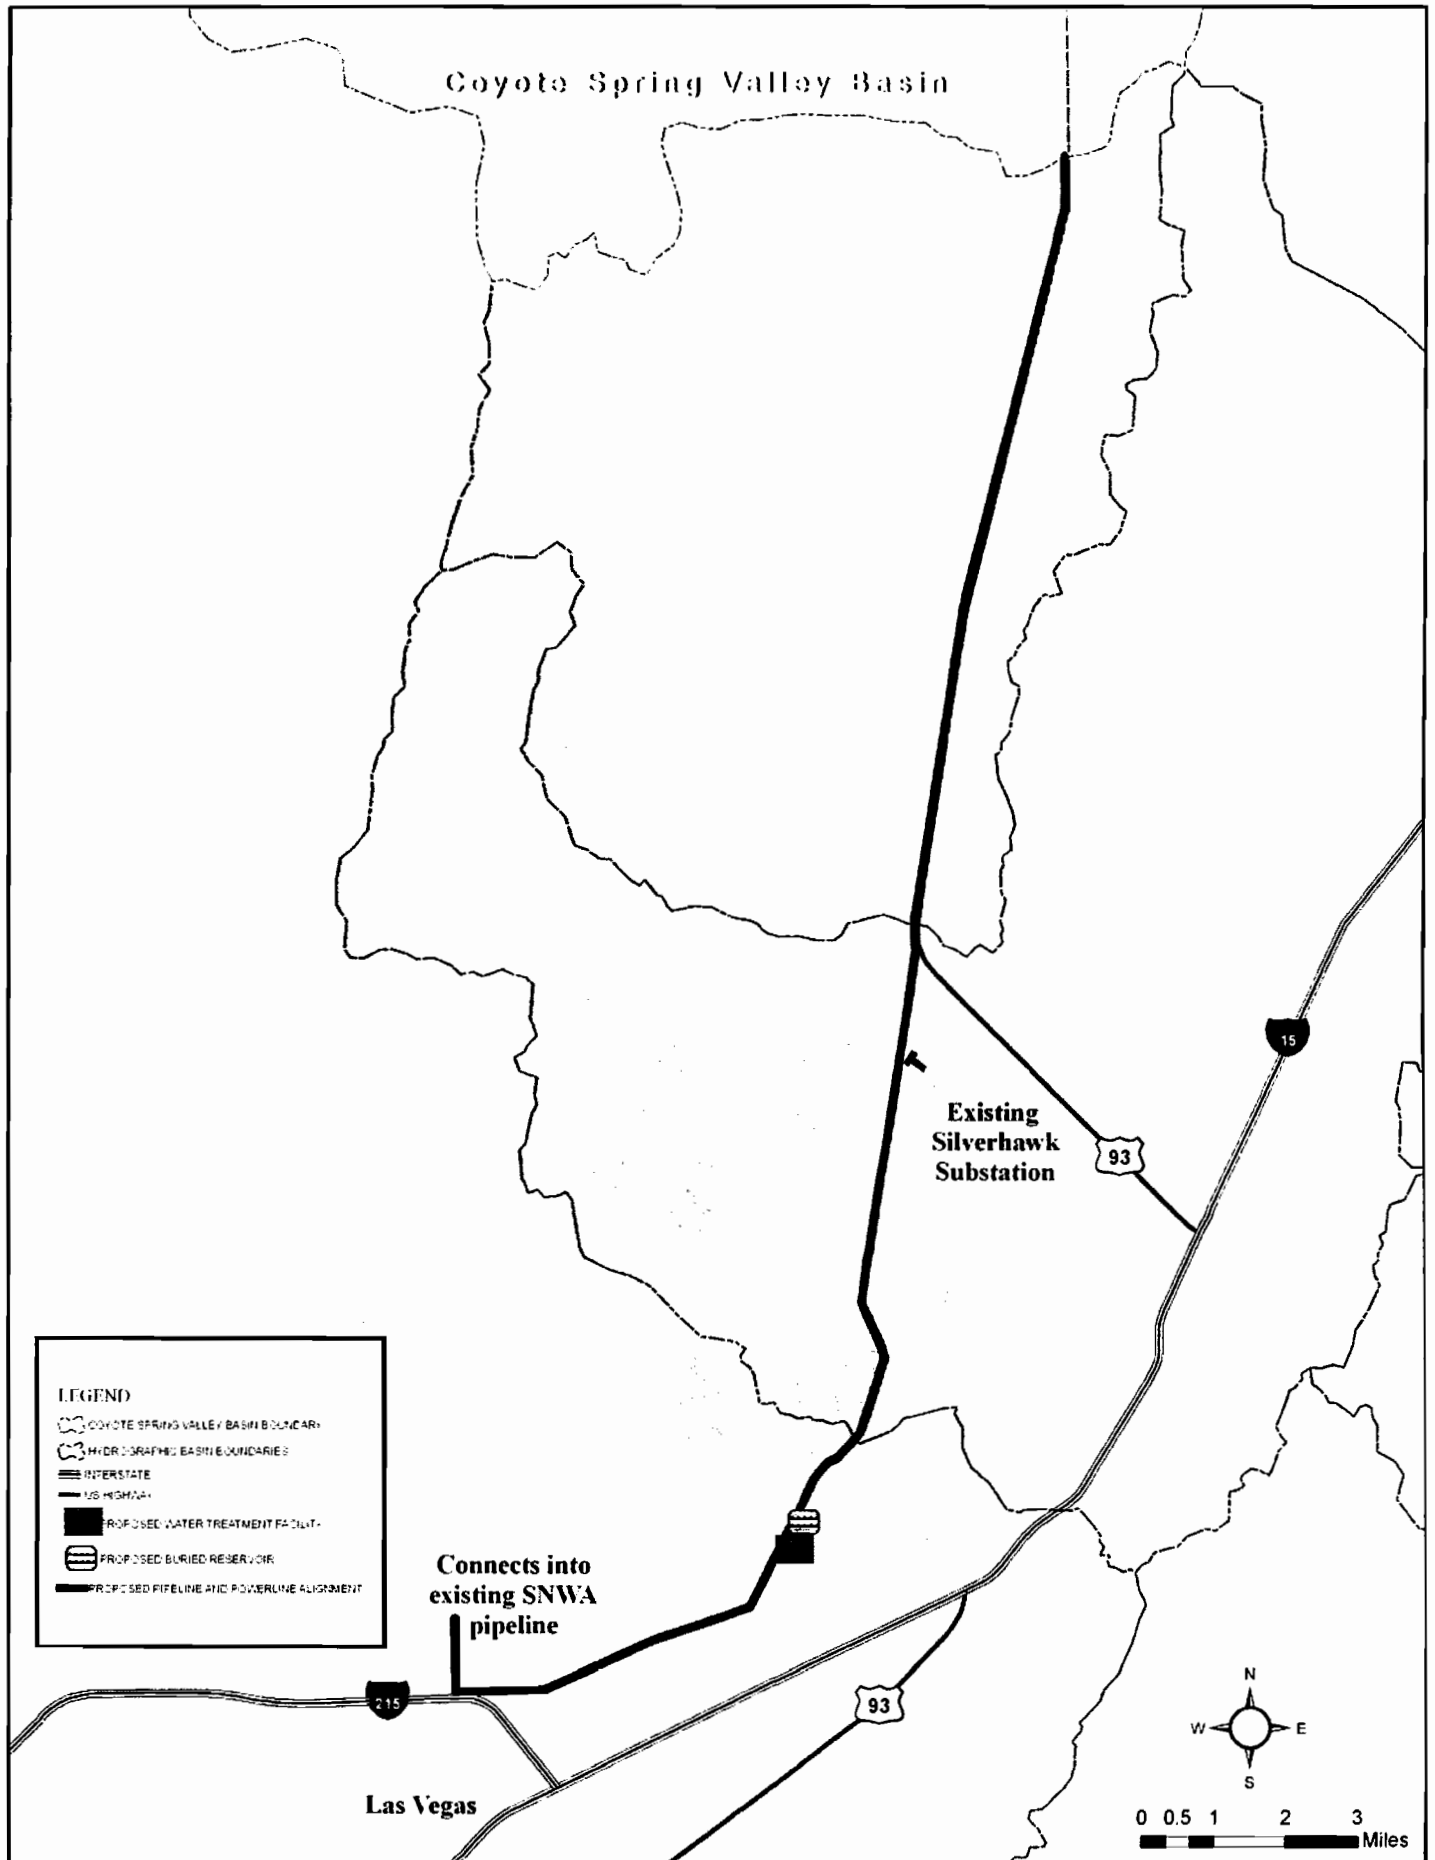 Coyote Spring Valley Basin
15
Existing
Silverhawk
Substation
93
LEGEND
COYOTE SPRING VALLEY BASIN BOUNDARY
HYDROGRAPHIC BASIN BOUNDARIES
INTERSTATE
US HIGHWAY
PROPOSED WATER TREATMENT FACILITY
PROPOSED BURIED RESERVOIR
PROPOSED PIPELINE AND POWERLINE ALIGNMENT
Connects into
existing SNWA
pipeline
215
93
Las Vegas
N
W E
S
0 0.5 1 2 3
Miles